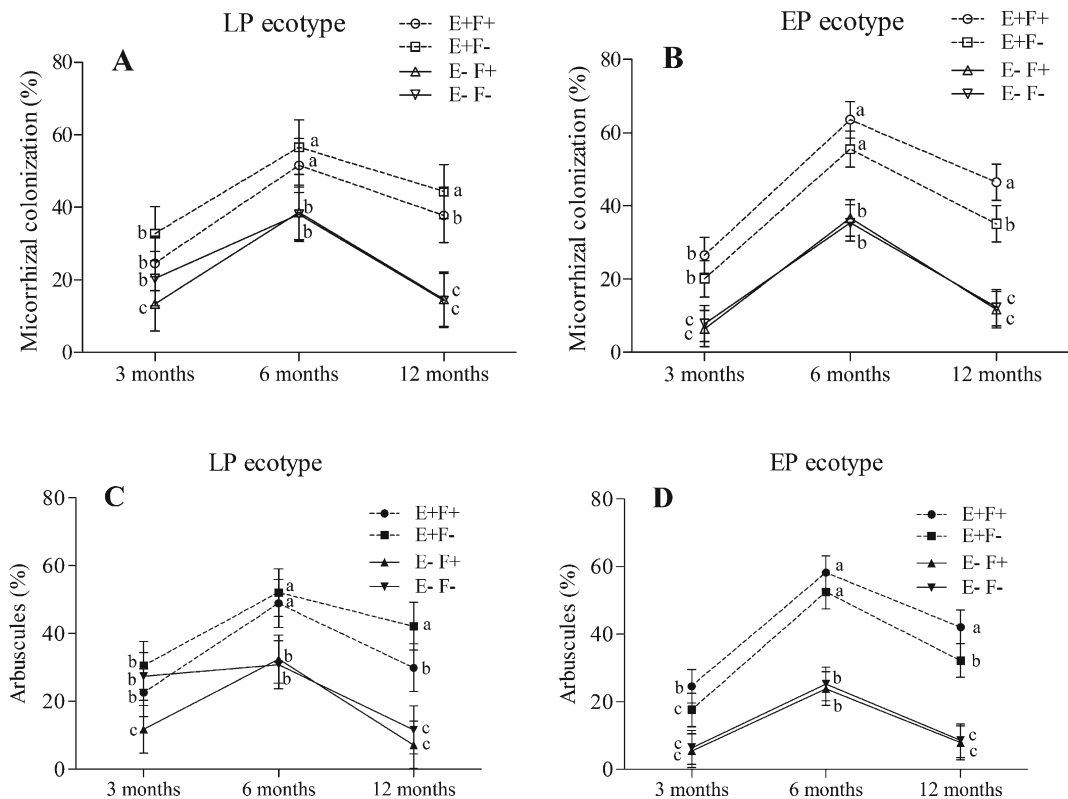 LP ecotype
A
E+F+
E+F-
E- F+
E- F-
Micorrhizal colonization (%)
80
60
40
20
0
a
a
a
b
b
b
b
b
b
c
c
c
3 months
6 months
12 months
EP ecotype
B
E+F+
E+F-
E- F+
E- F-
Micorrhizal colonization (%)
80
60
40
20
0
a
a
a
b
b
b
b
b
c
c
c
c
3 months
6 months
12 months
LP ecotype
C
E+F+
E+F-
E- F+
E- F-
Arbuscules (%)
80
60
40
20
0
a
a
a
b
b
b
b
b
b
c
c
c
3 months
6 months
12 months
EP ecotype
D
E+F+
E+F-
E- F+
E- F-
Arbuscules (%)
80
60
40
20
0
a
a
a
b
b
b
b
c
c
c
c
c
3 months
6 months
12 months